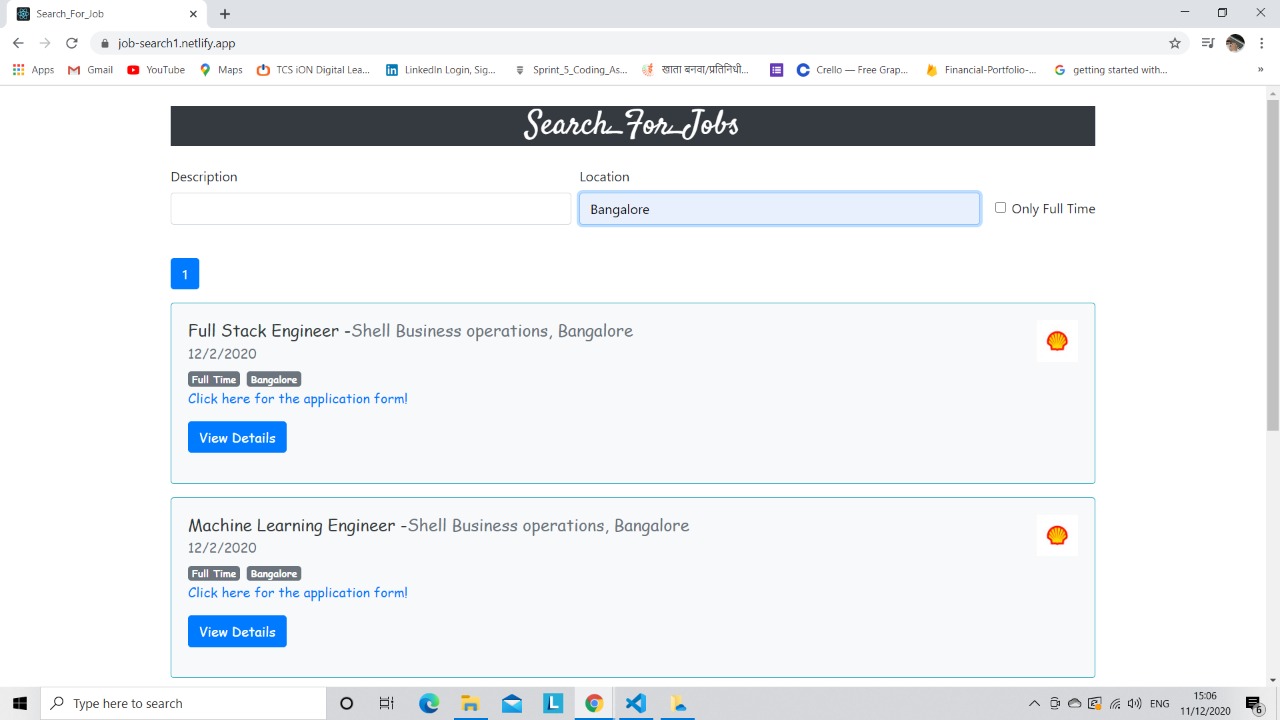 Search_For_Job
job-search1.netlify.app
Apps Gmail YouTube Maps TCS iON Digital Lea... LinkedIn Login, Sig... Sprint_5_Coding_As... खाता बनवा/प्रतिनिधी... Crello — Free Grap... Financial-Portfolio-... getting started with... »
Search_For_Jobs
Description Location
Bangalore Only Full Time
1
Full Stack Engineer -Shell Business operations, Bangalore
12/2/2020
Full Time Bangalore
Click here for the application form!
View Details
Machine Learning Engineer -Shell Business operations, Bangalore
12/2/2020
Full Time Bangalore
Click here for the application form!
View Details
Type here to search L ENG 15:06
11/12/2020 6